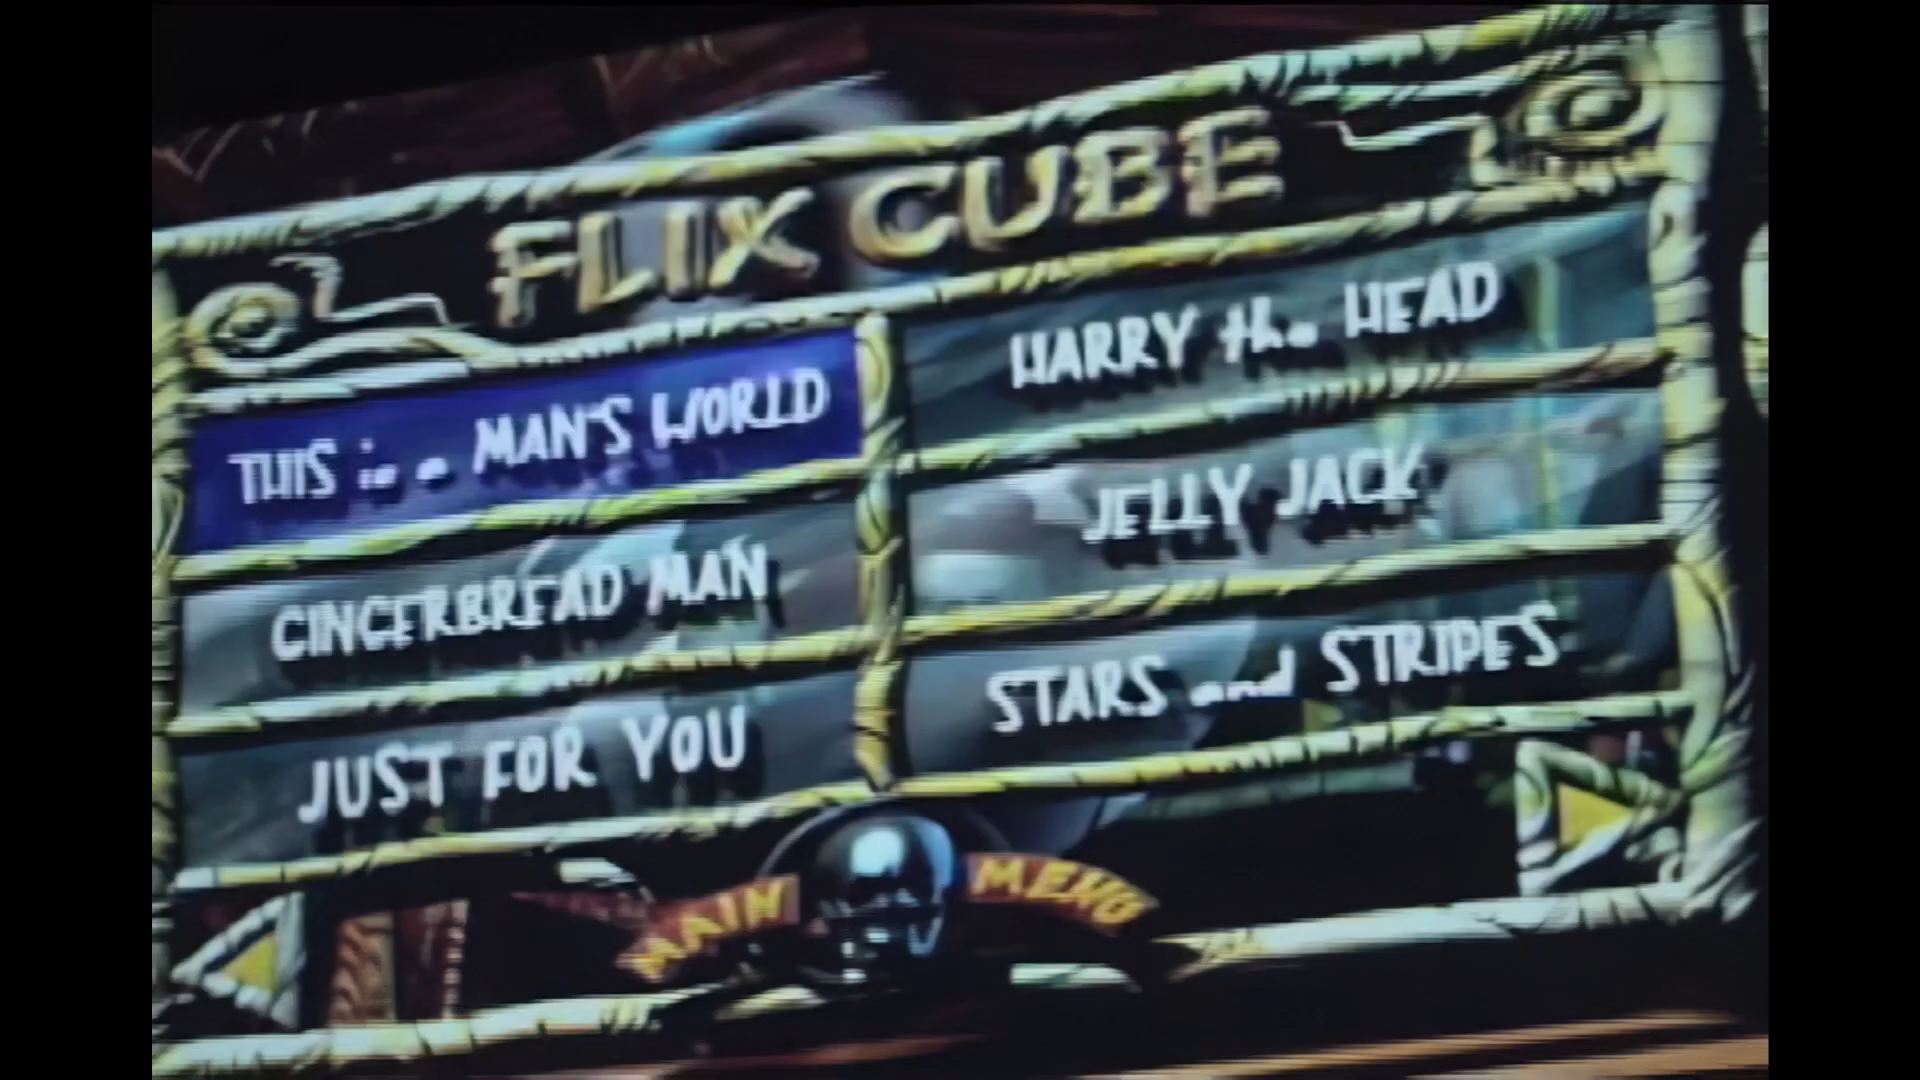 FLIX CUBE
THIS is a MAN'S WORLD
GINGERBREAD MAN
JUST FOR YOU
HARRY the HEAD
JELLY JACK
STARS and STRIPES
MAIN MENU